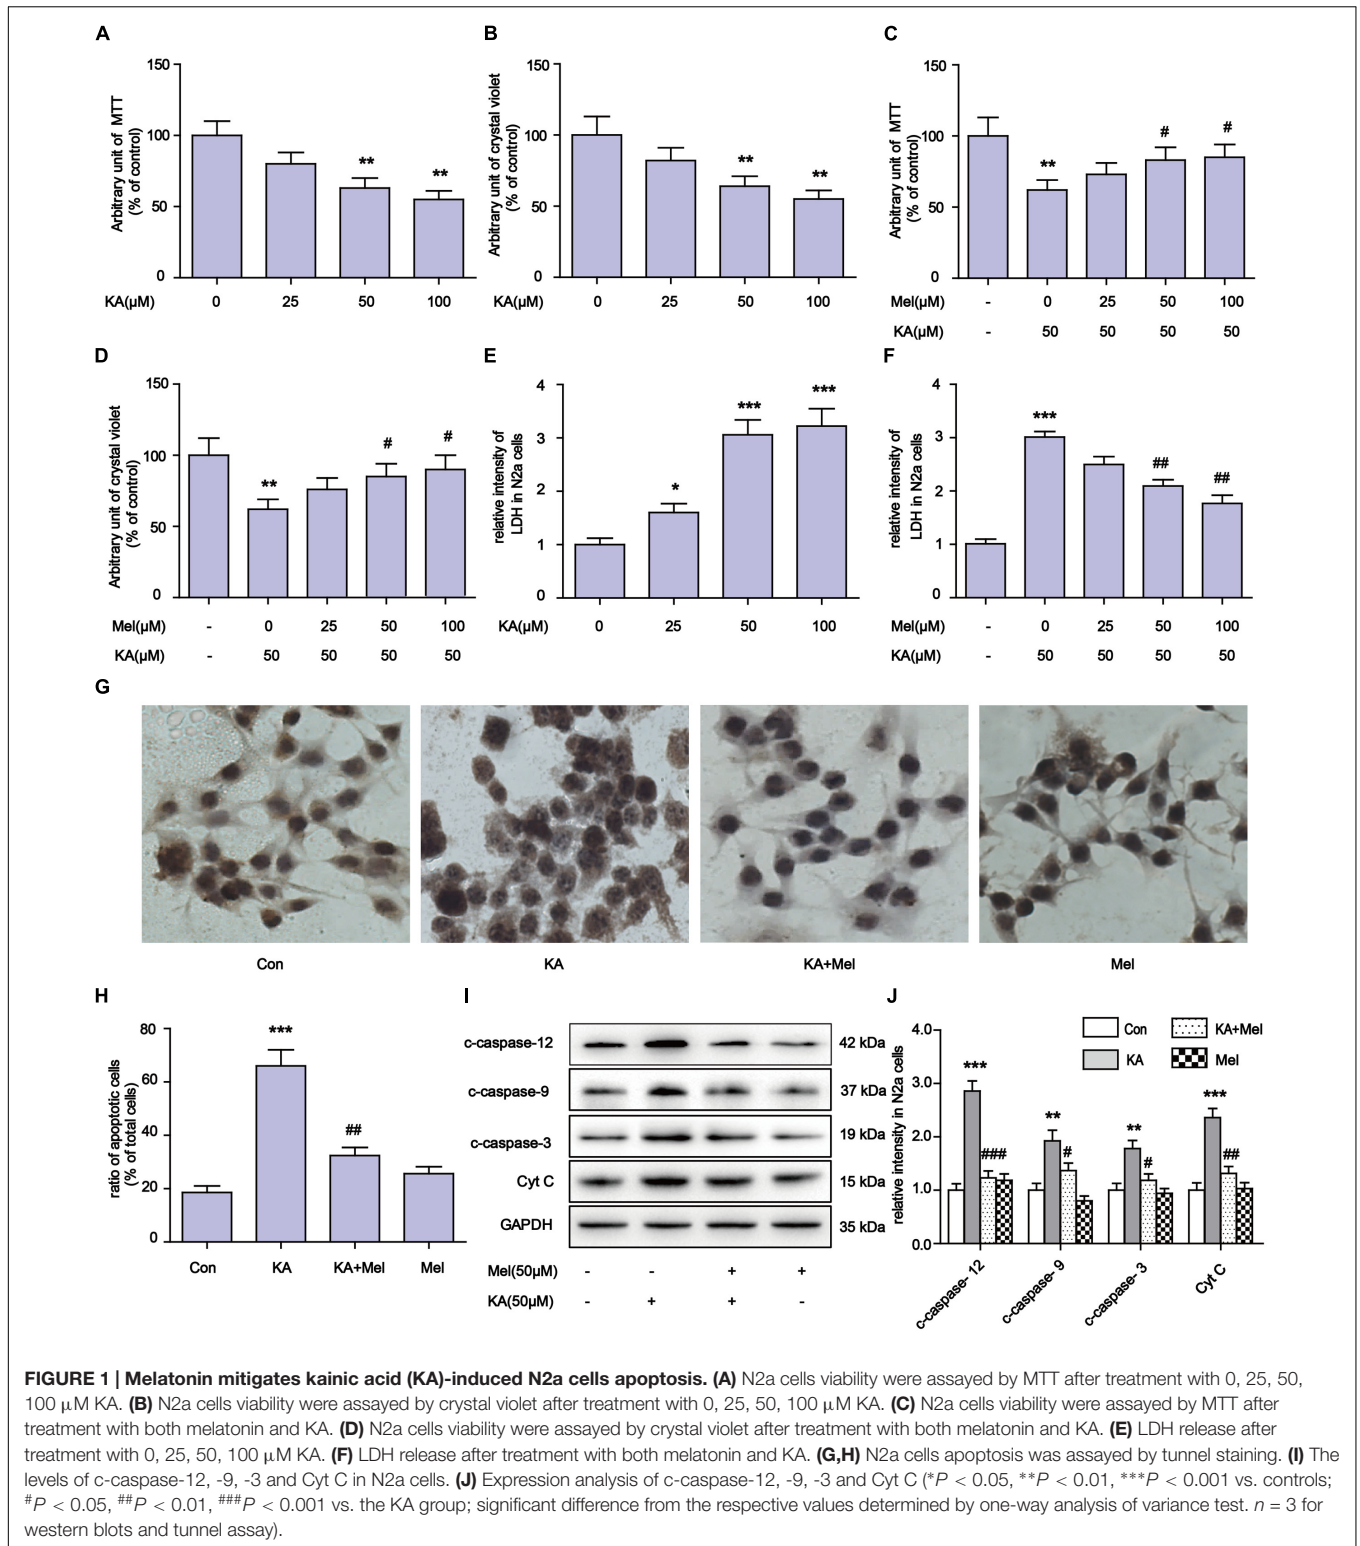 A
B
C
150
100
50
0
Arbitrary unit of MTT
(% of control)
**
**
KA(µM)
0 25 50 100
150
100
50
0
Arbitrary unit of crystal violet
(% of control)
**
**
KA(µM)
0 25 50 100
150
100
50
0
Arbitrary unit of MTT
(% of control)
**
#
#
Mel(µM) - 0 25 50 100
KA(µM) - 50 50 50 50
D
E
F
150
100
50
0
Arbitrary unit of crystal violet
(% of control)
**
#
#
Mel(µM) - 0 25 50 100
KA(µM) - 50 50 50 50
4
3
2
1
0
relative intensity of
LDH in N2a cells
*
***
***
KA(µM) 0 25 50 100
4
3
2
1
0
relative intensity of
LDH in N2a cells
***
##
##
Mel(µM) - 0 25 50 100
KA(µM) - 50 50 50 50
G
Con KA KA+Mel Mel
H
80
60
40
20
0
ratio of apoptotic cells
(% of total cells)
***
##
Con KA KA+Mel Mel
I
c-caspase-12 42 kDa
c-caspase-9 37 kDa
c-caspase-3 19 kDa
Cyt C 15 kDa
GAPDH 35 kDa
Mel(50µM) - - + +
KA(50µM) - + + -
J
4.0
3.0
2.0
1.0
0.0
relative intensity in N2a cells
Con KA+Mel
KA Mel
***
###
**
#
**
#
***
##
c-caspase- 12
c-caspase- 9
c-caspase- 3
Cyt C
FIGURE 1 | Melatonin mitigates kainic acid (KA)-induced N2a cells apoptosis. (A) N2a cells viability were assayed by MTT after treatment with 0, 25, 50,
100 µM KA. (B) N2a cells viability were assayed by crystal violet after treatment with 0, 25, 50, 100 µM KA. (C) N2a cells viability were assayed by MTT after
treatment with both melatonin and KA. (D) N2a cells viability were assayed by crystal violet after treatment with both melatonin and KA. (E) LDH release after
treatment with 0, 25, 50, 100 µM KA. (F) LDH release after treatment with both melatonin and KA. (G,H) N2a cells apoptosis was assayed by tunnel staining. (I) The
levels of c-caspase-12, -9, -3 and Cyt C in N2a cells. (J) Expression analysis of c-caspase-12, -9, -3 and Cyt C (*P < 0.05, **P < 0.01, ***P < 0.001 vs. controls;
#P < 0.05, ##P < 0.01, ###P < 0.001 vs. the KA group; significant difference from the respective values determined by one-way analysis of variance test. n = 3 for
western blots and tunnel assay).